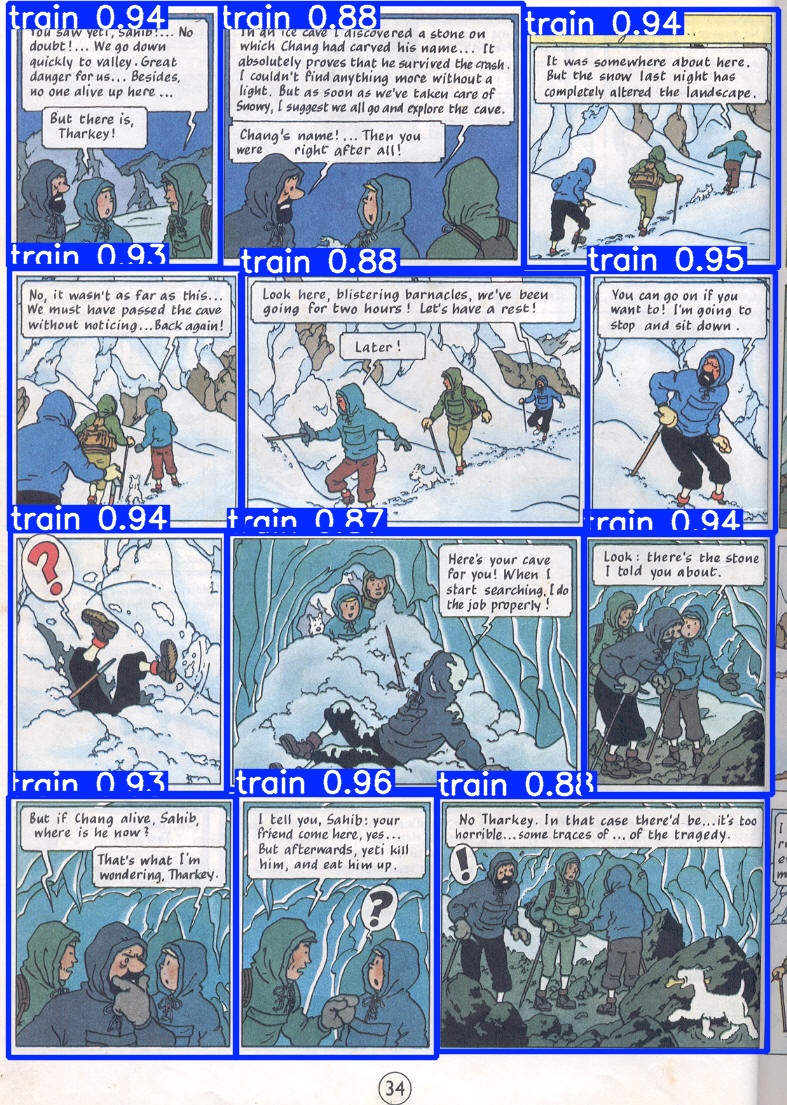 train 0.94
You saw yeti, Sahib!... No
doubt!... We go down
quickly to valley. Great
danger for us... Besides,
no one alive up here ...
But there is,
Tharkey!
train 0.88
In an ice cave I discovered a stone on
which Chang had carved his name... It
absolutely proves that he survived the crash.
I couldn't find anything more without a
light. But as soon as we've taken care of
Snowy, I suggest we all go and explore the cave.
Chang's name!... Then you
were right after all!
train 0.94
It was somewhere about here.
But the snow last night has
completely altered the landscape.
train 0.93
No, it wasn't as far as this...
We must have passed the cave
without noticing...Back again!
train 0.88
Look here, blistering barnacles, we've been
going for two hours! Let's have a rest!
Later!
train 0.95
You can go on if you
want to! I'm going to
stop and sit down.
train 0.94
?
train 0.87
Here's your cave
for you! When I
start searching, I do
the job properly!
train 0.94
Look: there's the stone
I told you about.
train 0.93
But if Chang alive, Sahib,
where is he now?
That's what I'm
wondering, Tharkey.
train 0.96
I tell you, Sahib: your
friend come here, yes...
But afterwards, yeti kill
him, and eat him up.
?
train 0.88
No Tharkey. In that case there'd be...it's too
horrible...some traces of ... of the tragedy.
!
34